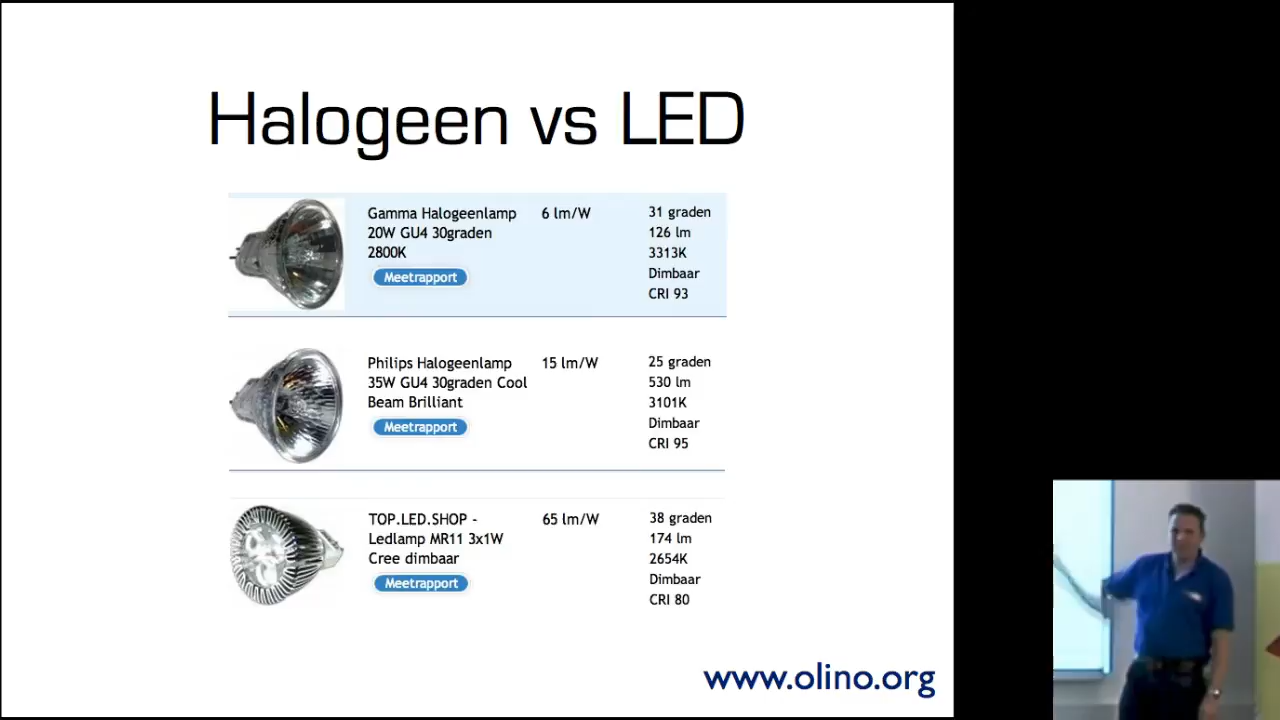 Halogeen vs LED
Gamma Halogeenlamp 6 lm/W 31 graden
20W GU4 30graden 126 lm
2800K 3313K
Meetrapport Dimbaar
CRI 93
Philips Halogeenlamp 15 lm/W 25 graden
35W GU4 30graden Cool 530 lm
Beam Brilliant 3101K
Meetrapport Dimbaar
CRI 95
TOP.LED.SHOP - 65 lm/W 38 graden
Ledlamp MR11 3x1W 174 lm
Cree dimbaar 2654K
Meetrapport Dimbaar
CRI 80
www.olino.org